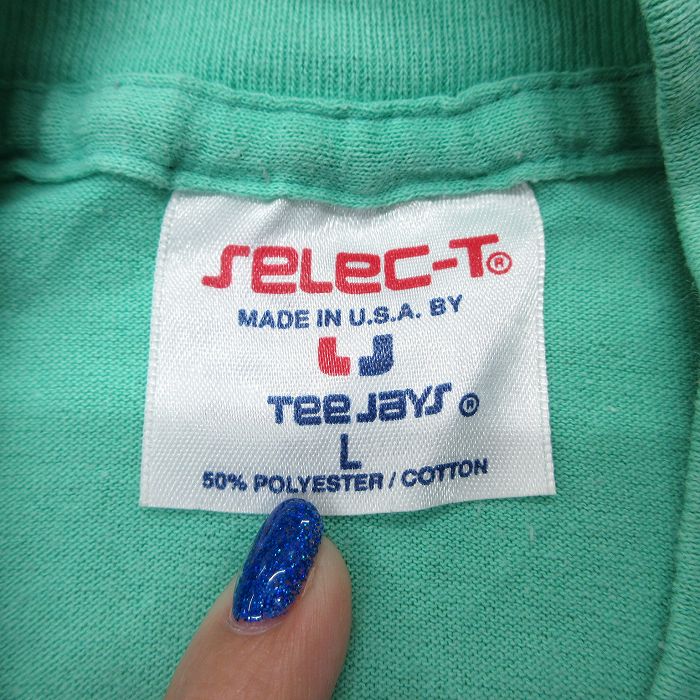 SELEC-T®
MADE IN U.S.A. BY
TEE JAYS ®
L
50% POLYESTER / COTTON